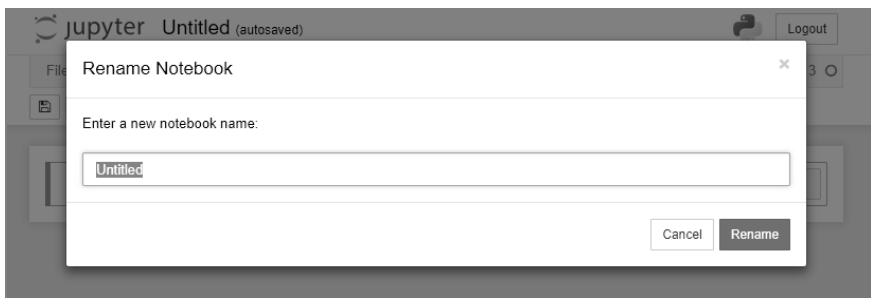 jupyter Untitled (autosaved)
Logout
File
3
Rename Notebook
×
Enter a new notebook name:
Untitled
Cancel
Rename